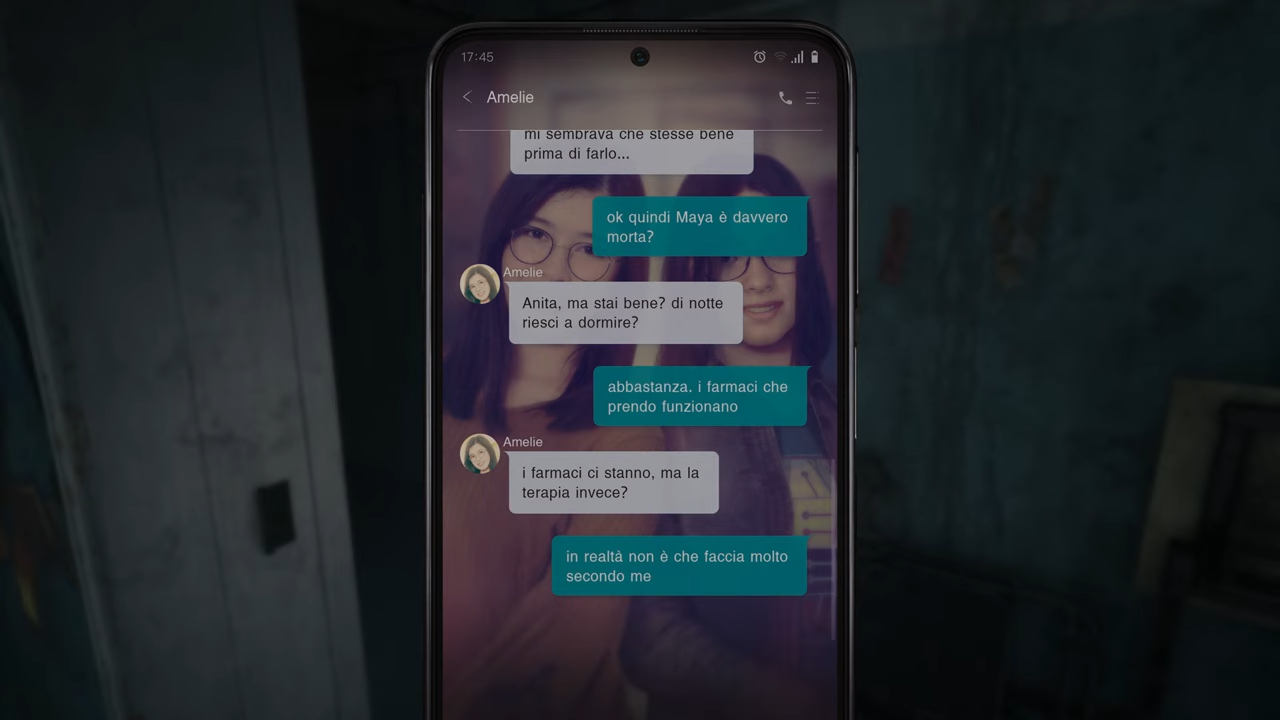 17:45
Amelie
mi sembrava che stesse bene
prima di farlo...
ok quindi Maya è davvero
morta?
Amelie
Anita, ma stai bene? di notte
riesci a dormire?
abbastanza. i farmaci che
prendo funzionano
Amelie
i farmaci ci stanno, ma la
terapia invece?
in realtà non è che faccia molto
secondo me